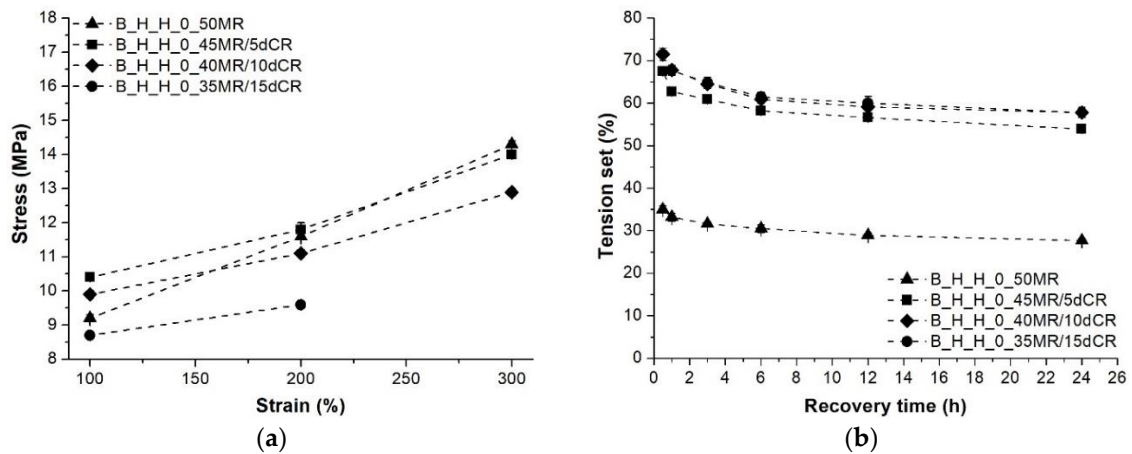 18
17
16
15
14
13
12
11
10
9
8
Stress (MPa)
B_H_H_0_50MR
B_H_H_0_45MR/5dCR
B_H_H_0_40MR/10dCR
B_H_H_0_35MR/15dCR
100 150 200 250 300
Strain (%)
(a)
80
70
60
50
40
30
20
10
0
Tension set (%)
B_H_H_0_50MR
B_H_H_0_45MR/5dCR
B_H_H_0_40MR/10dCR
B_H_H_0_35MR/15dCR
0 2 4 6 8 10 12 14 16 18 20 22 24 26
Recovery time (h)
(b)